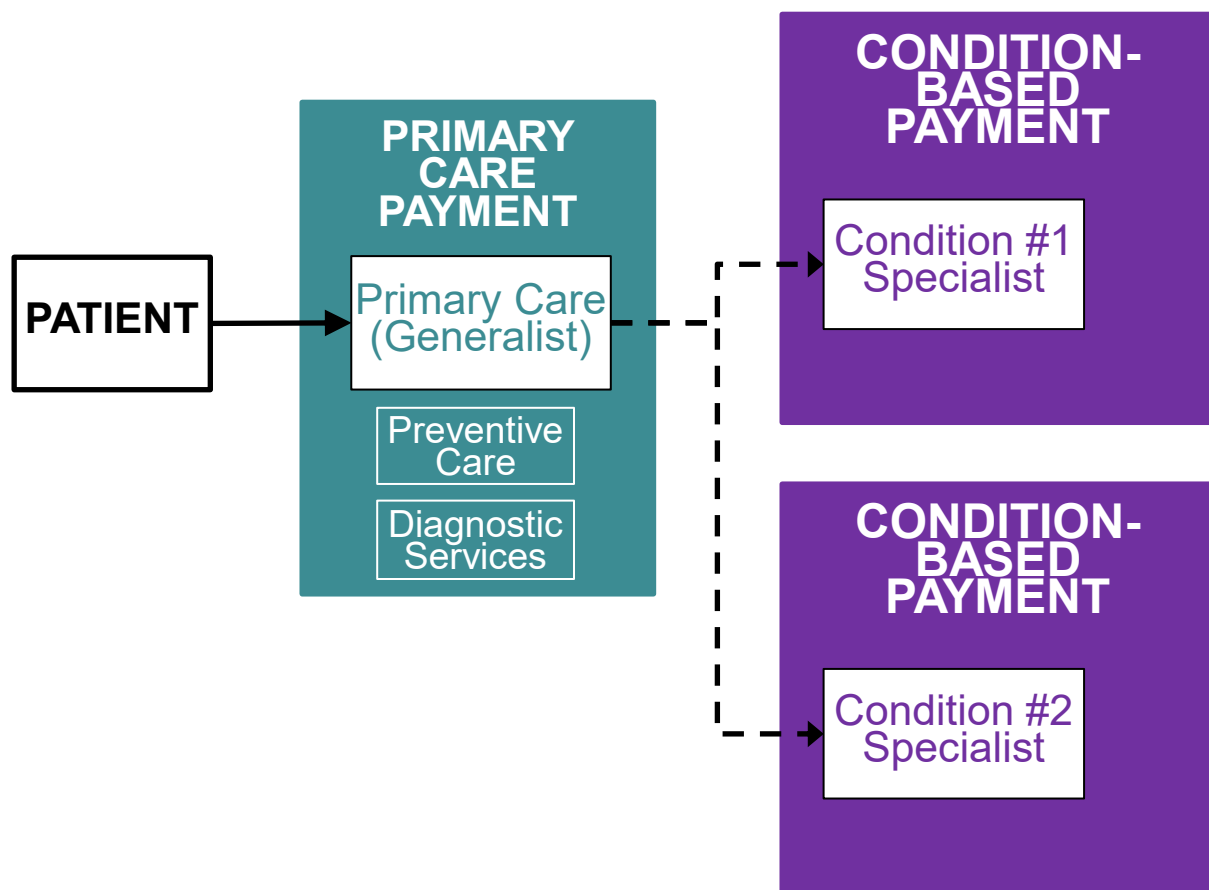 PATIENT
PRIMARY
CARE
PAYMENT
Primary Care
(Generalist)
Preventive
Care
Diagnostic
Services
CONDITION-
BASED
PAYMENT
Condition #1
Specialist
CONDITION-
BASED
PAYMENT
Condition #2
Specialist